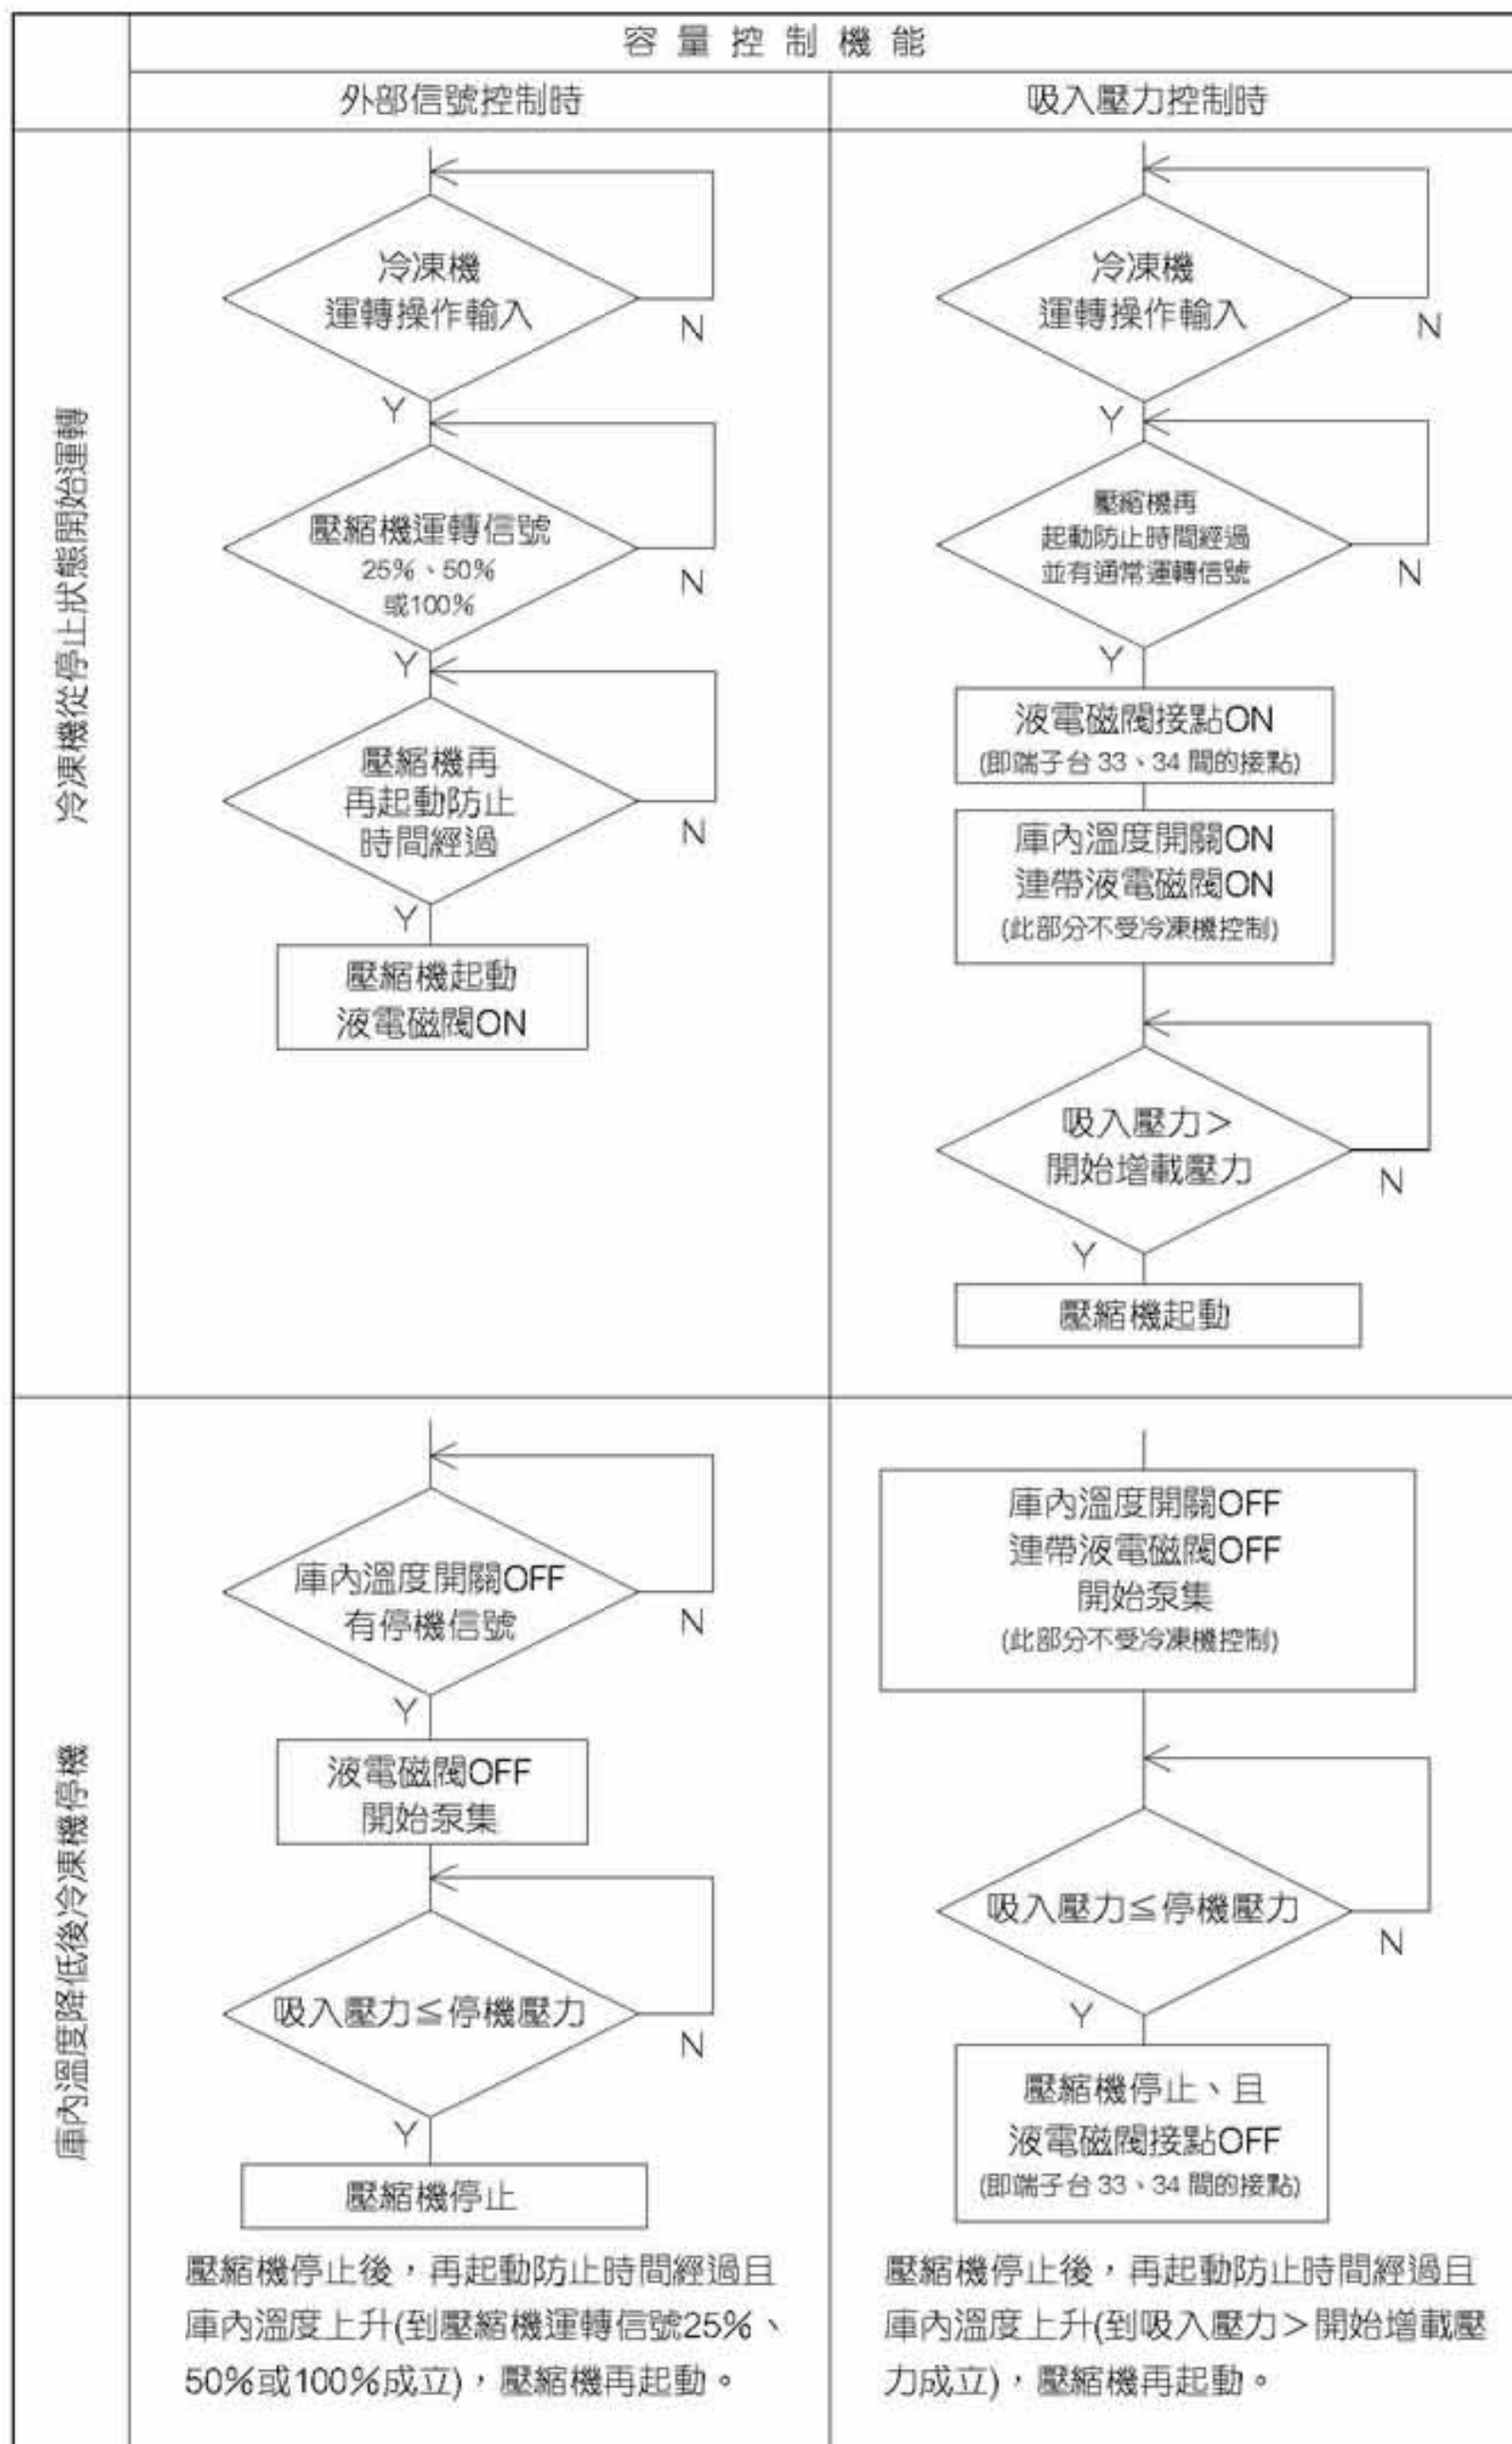 容量控制機能
外部信號控制時
吸入壓力控制時
冷凍機從停止狀態開始運轉
冷凍機
運轉操作輸入
N
Y
壓縮機運轉信號
25%、50%
或100%
N
Y
壓縮機再
再起動防止
時間經過
N
Y
壓縮機起動
液電磁閥ON
冷凍機
運轉操作輸入
N
Y
壓縮機再
起動防止時間經過
並有通常運轉信號
N
Y
液電磁閥接點ON
(即端子台 33、34 間的接點)
庫內溫度開關ON
連帶液電磁閥ON
(此部分不受冷凍機控制)
吸入壓力>
開始增載壓力
N
Y
壓縮機起動
庫內溫度降低後冷凍機停機
庫內溫度開關OFF
有停機信號
N
Y
液電磁閥OFF
開始泵集
吸入壓力≦停機壓力
N
Y
壓縮機停止
壓縮機停止後，再起動防止時間經過且
庫內溫度上升(到壓縮機運轉信號25%、
50%或100%成立)，壓縮機再起動。
庫內溫度開關OFF
連帶液電磁閥OFF
開始泵集
(此部分不受冷凍機控制)
吸入壓力≦停機壓力
N
Y
壓縮機停止、且
液電磁閥接點OFF
(即端子台 33、34 間的接點)
壓縮機停止後，再起動防止時間經過且
庫內溫度上升(到吸入壓力>開始增載壓
力成立)，壓縮機再起動。